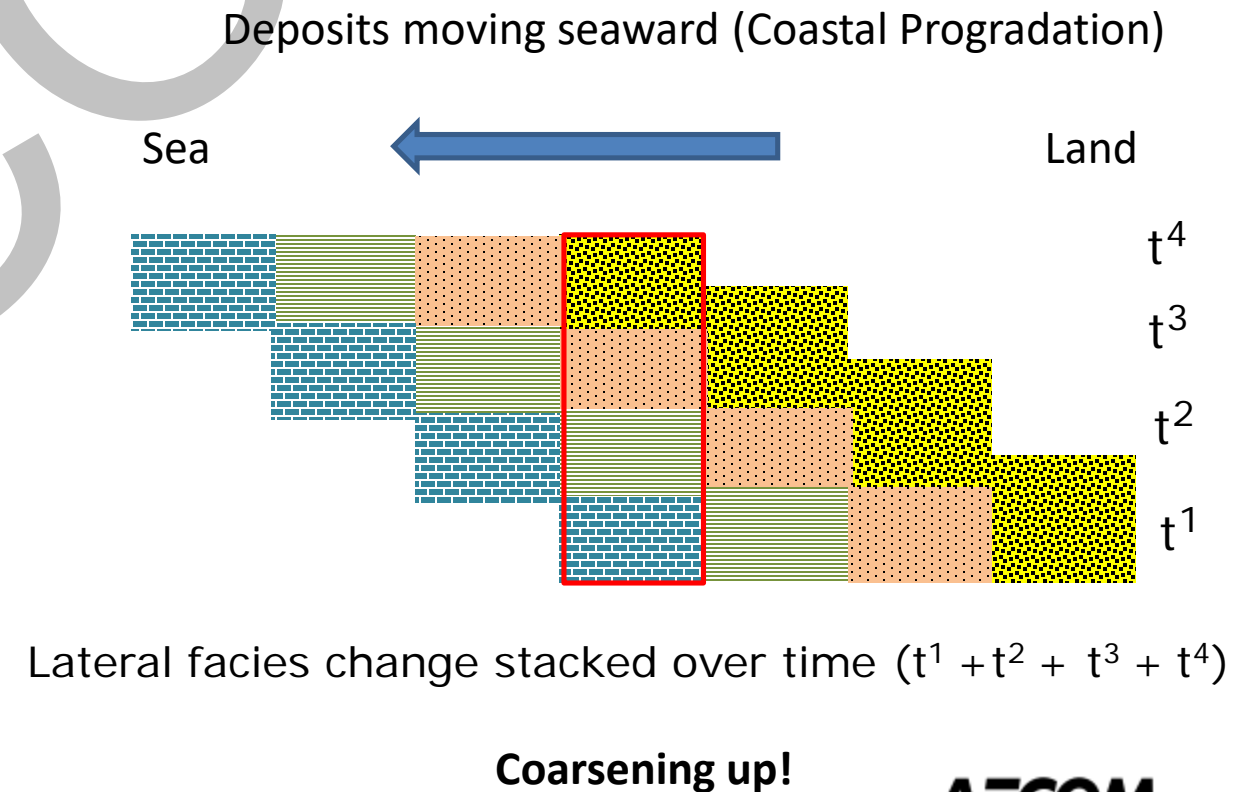 Deposits moving seaward (Coastal Progradation)
Sea
Land
t⁴
t³
t²
t¹
Lateral facies change stacked over time (t¹ +t² + t³ + t⁴)
Coarsening up!
AECOM